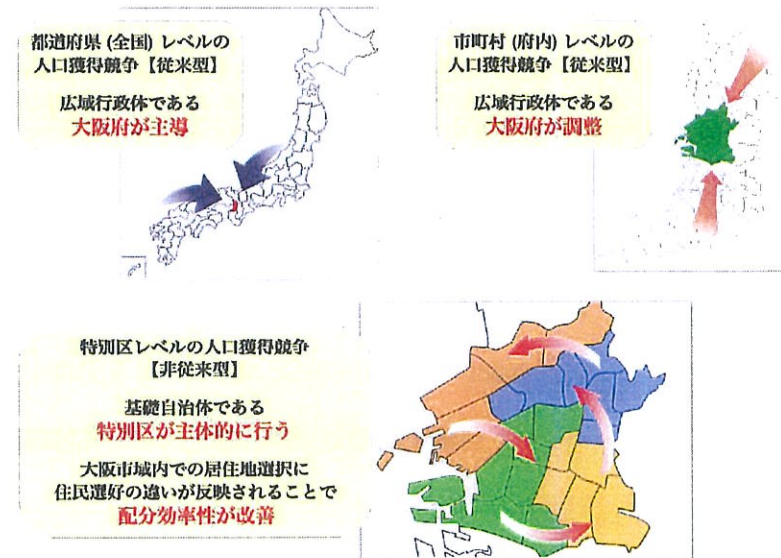 都道府県 (全国) レベルの
人口獲得競争【従来型】
広域行政体である
大阪府が主導
市町村 (府内) レベルの
人口獲得競争【従来型】
広域行政体である
大阪府が調整
特別区レベルの人口獲得競争
【非従来型】
基礎自治体である
特別区が主体的に行う
大阪市域内での居住地選択に
住民選好の違いが反映されることで
配分効率性が改善